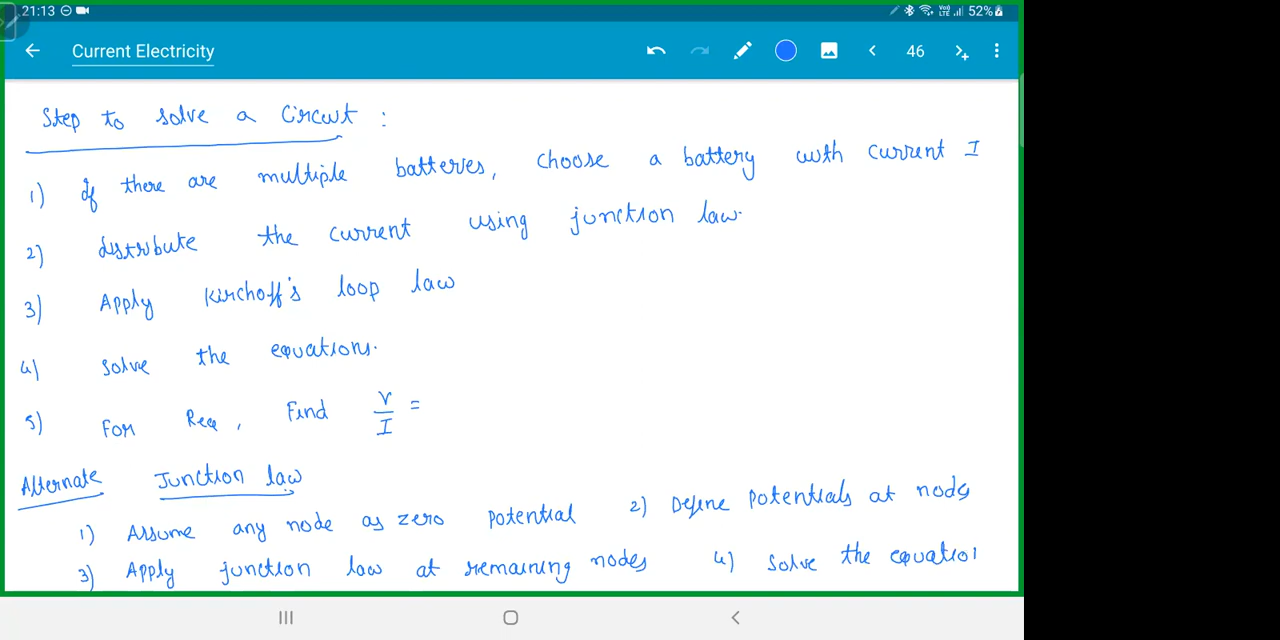 21:13 VoD LTE 52%
Current Electricity 46
Step to solve a Circuit :
1) If there are multiple batteries, choose a battery with current I
2) distribute the current using junction law.
3) Apply Kirchoff's loop law
4) solve the equations.
5) For Req, Find V/I =
Alternate Junction law
1) Assume any node as zero potential 2) Define potentials at nodes
3) Apply junction law at remaining nodes 4) Solve the equation